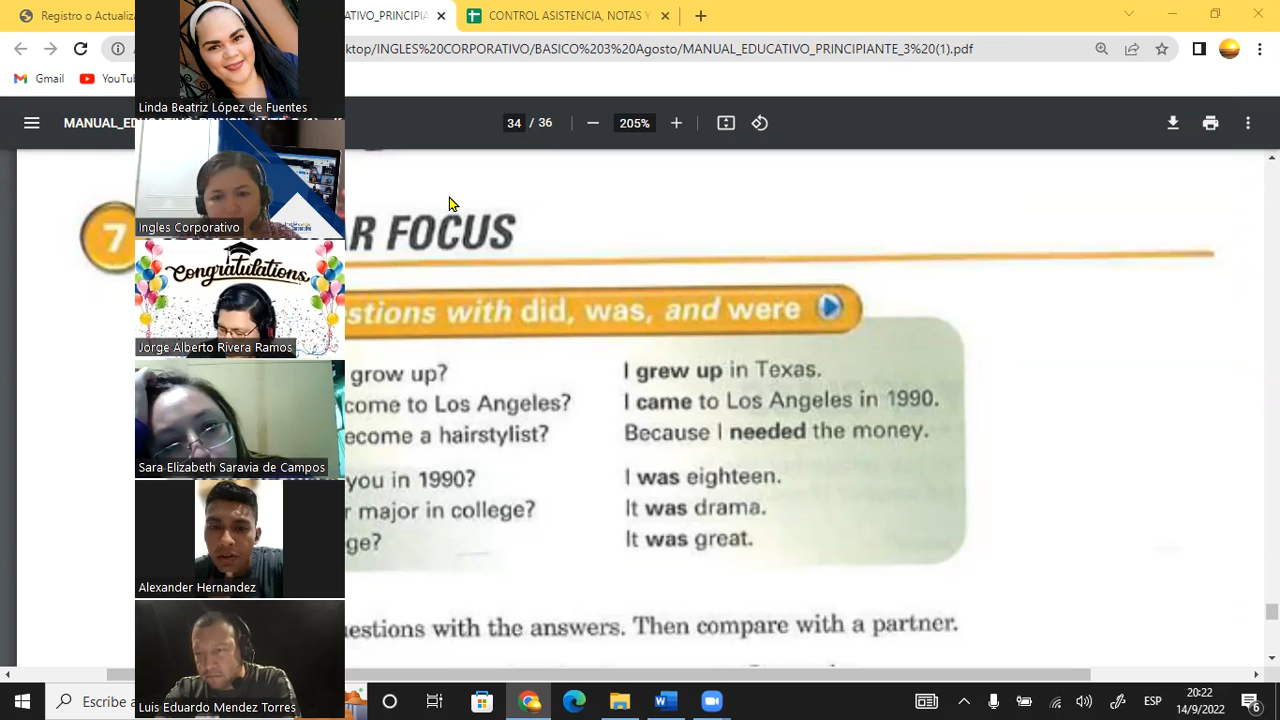 Registro o Actualiza
ATIVO_PRINCIPIA
CONTROL ASISTENCIA, NOTAS Y
ktop/INGLES%20CORPORATIVO/BASICO%203%20Agosto/MANUAL_EDUCATIVO_PRINCIPIANTE_3%20(1).pdf
Gmail
YouTu
Linda Beatriz López de Fuentes
MANUAL_ED
34 / 36
205%
Ingles Corporativo
7
R FOCUS
Congratulations
Jorge Alberto Rivera Ramos
stions with did, was, and were
grow up?
I grew up in Texas.
come to Los Angeles?
I came to Los Angeles in 1990.
ecome a hairstylist?
Because I needed the money.
Sara Elizabeth Saravia de Campos
you in 1990?
I was eighteen.
r major in college?
It was drama.
ge?
It was great.
Alexander Hernandez
uestions with the answers. Then compare with a partner.
Luis Eduardo Mendez Torres
Escribe a
ESP
20:22
14/9/2022
6